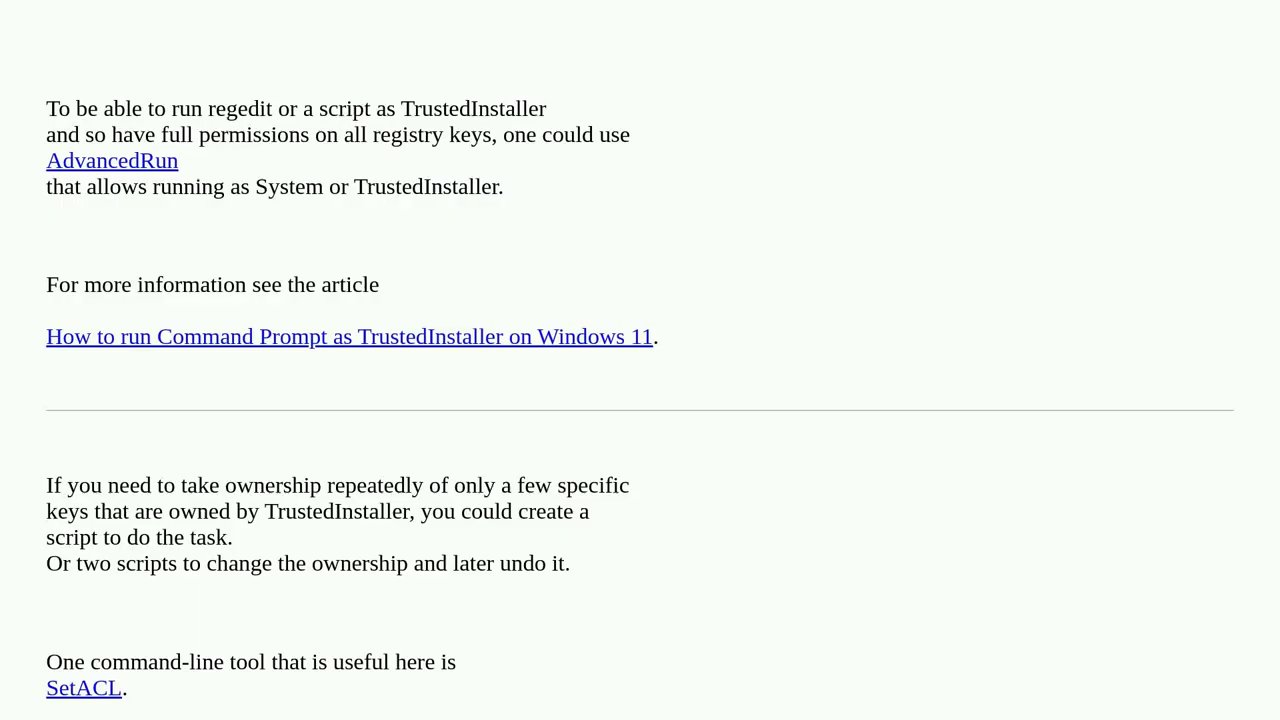 To be able to run regedit or a script as TrustedInstaller
and so have full permissions on all registry keys, one could use
AdvancedRun
that allows running as System or TrustedInstaller.
For more information see the article
How to run Command Prompt as TrustedInstaller on Windows 11.
If you need to take ownership repeatedly of only a few specific
keys that are owned by TrustedInstaller, you could create a
script to do the task.
Or two scripts to change the ownership and later undo it.
One command-line tool that is useful here is
SetACL.